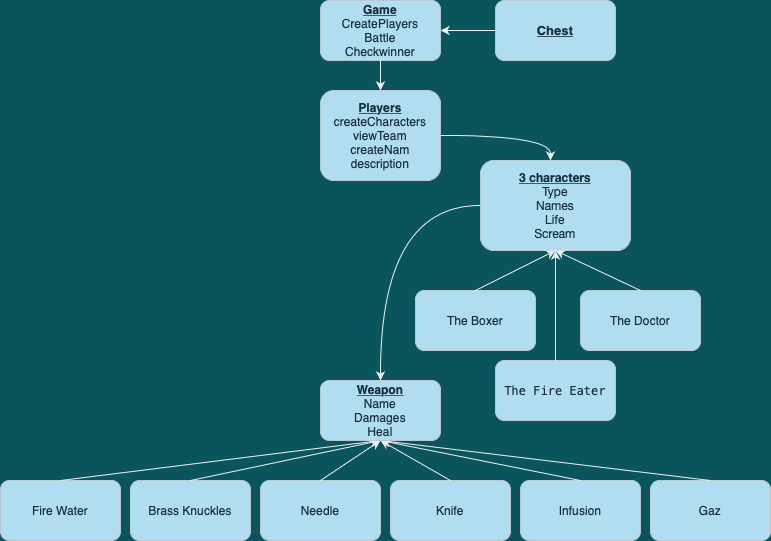 Game
CreatePlayers
Battle
Checkwinner
Chest
Players
createCharacters
viewTeam
createNam
description
3 characters
Type
Names
Life
Scream
The Boxer
The Doctor
The Fire Eater
Weapon
Name
Damages
Heal
Fire Water
Brass Knuckles
Needle
Knife
Infusion
Gaz